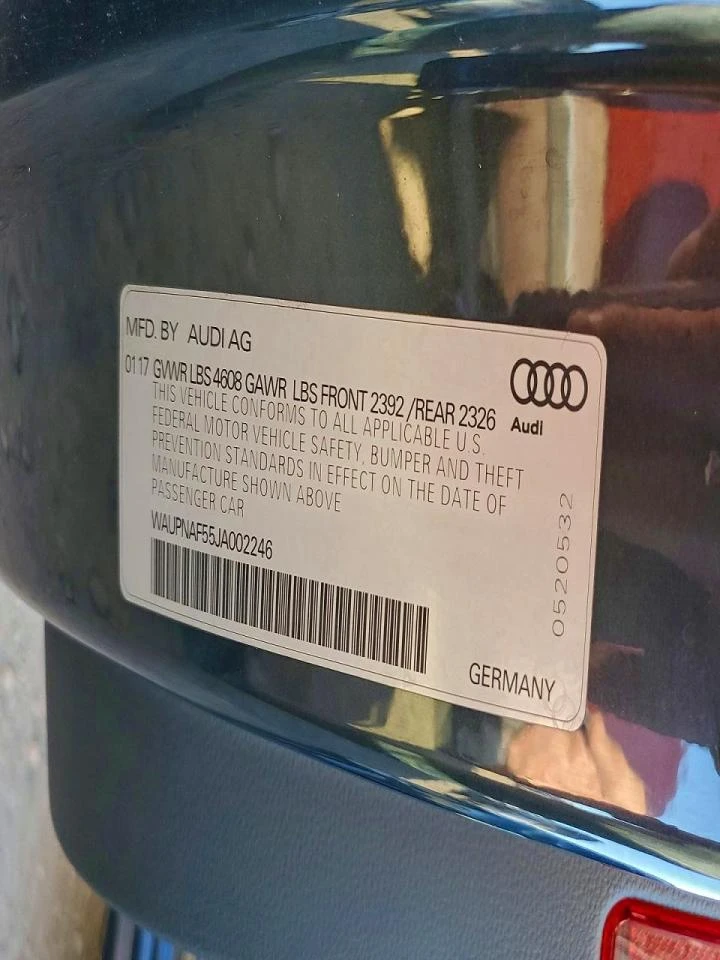 MFD. BY AUDI AG
01 17 GVWR LBS 4608 GAWR LBS FRONT 2392 /REAR 2326
THIS VEHICLE CONFORMS TO ALL APPLICABLE U.S.
FEDERAL MOTOR VEHICLE SAFETY, BUMPER AND THEFT
PREVENTION STANDARDS IN EFFECT ON THE DATE OF
MANUFACTURE SHOWN ABOVE
PASSENGER CAR
WAUPNAF55JA002246
Audi
0520532
GERMANY